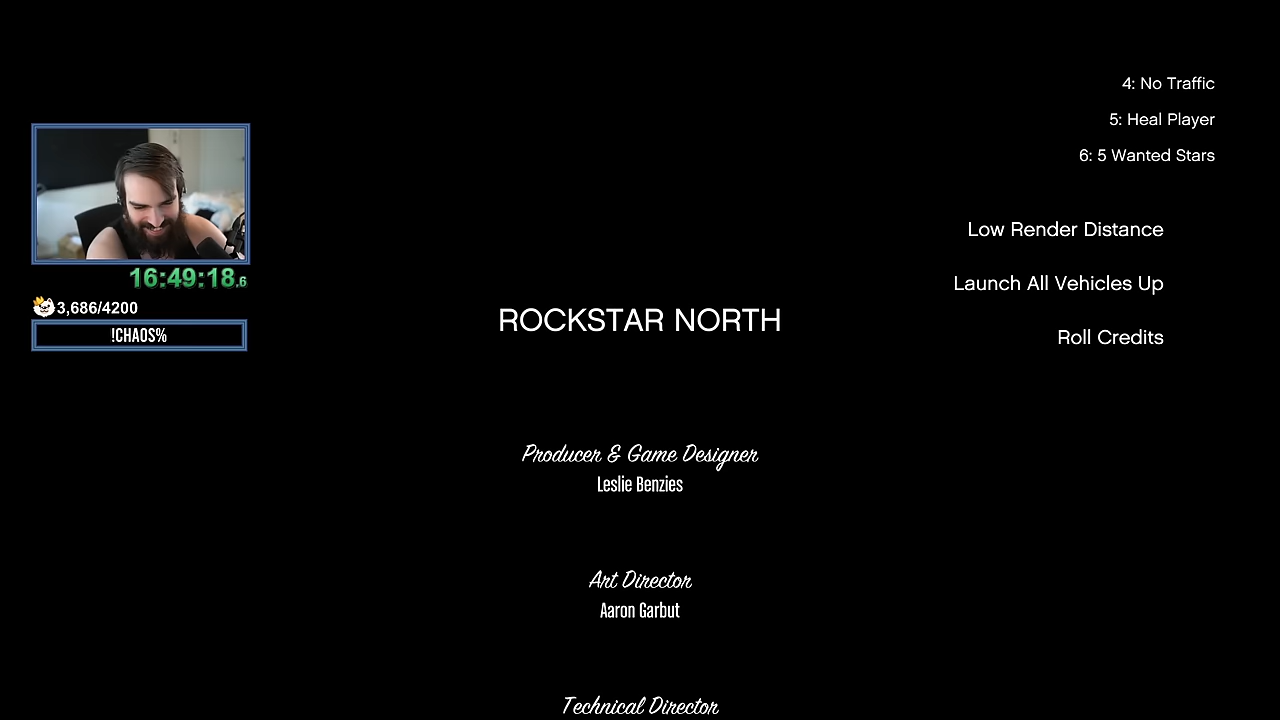 4: No Traffic
5: Heal Player
6: 5 Wanted Stars
Low Render Distance
Launch All Vehicles Up
Roll Credits
16:49:18.6
3,686/4200
!CHAOS%
ROCKSTAR NORTH
Producer & Game Designer
Leslie Benzies
Art Director
Aaron Garbut
Technical Director